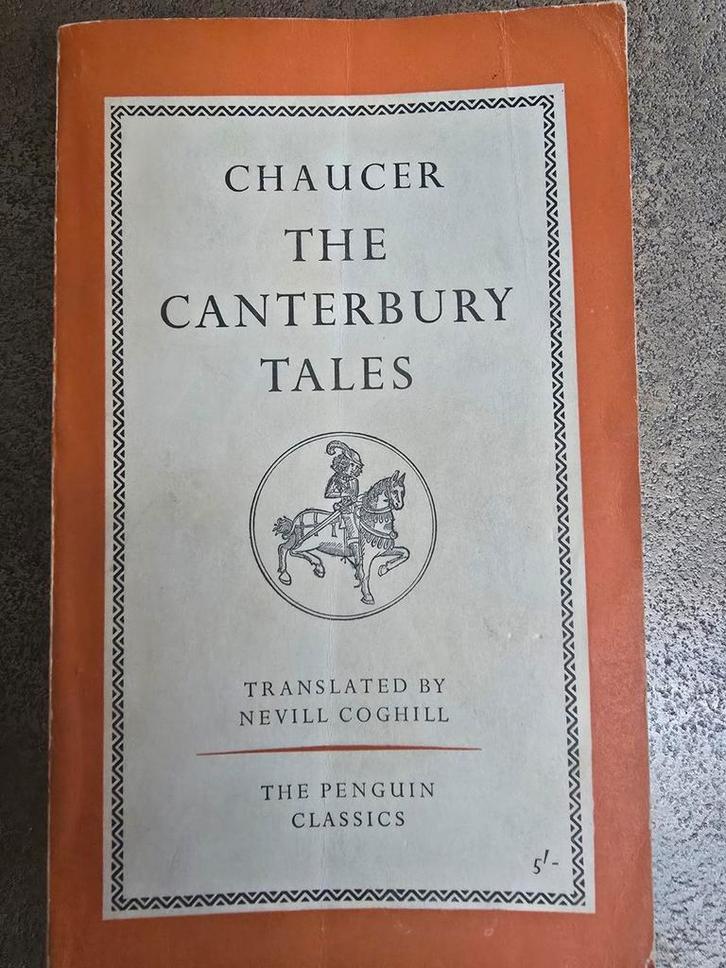 CHAUCER
THE
CANTERBURY
TALES
TRANSLATED BY
NEVILL COGHILL
THE PENGUIN
CLASSICS
5/-